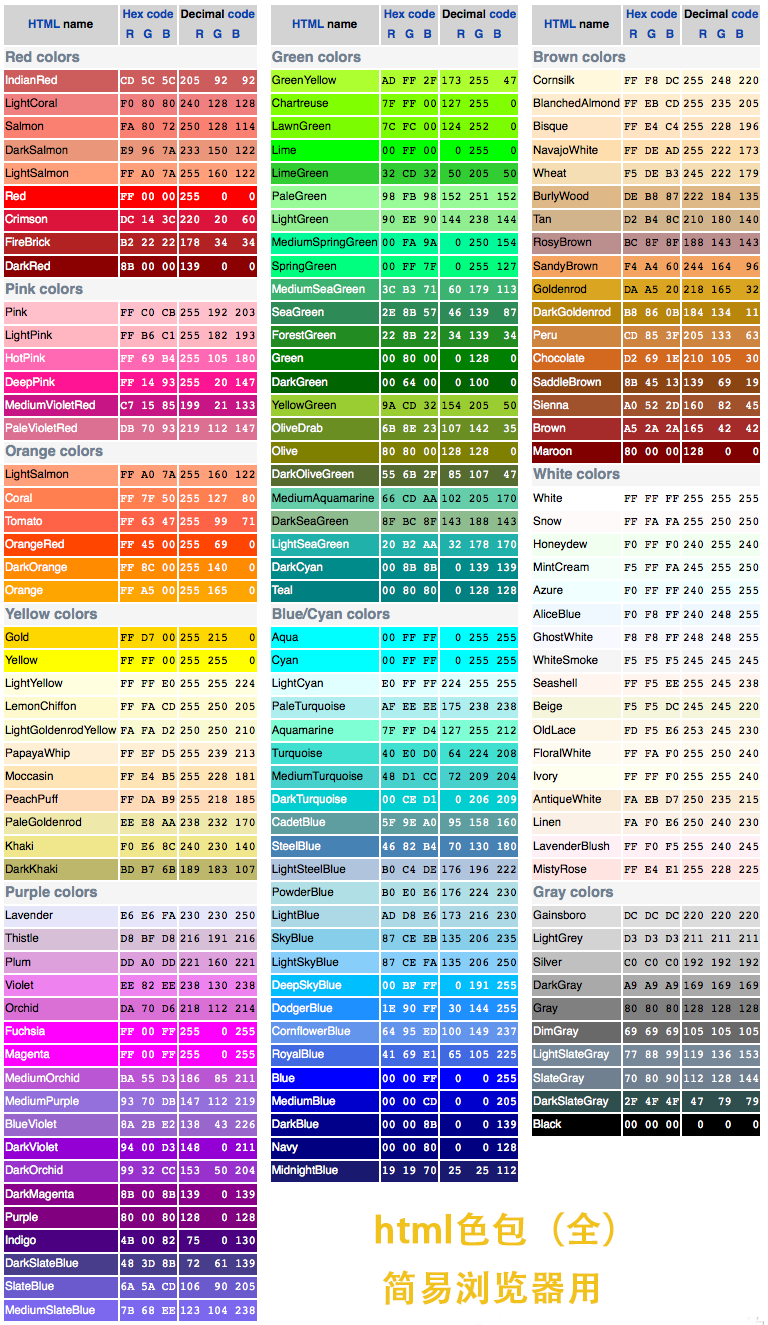 HTML name Hex code Decimal code
R G B R G B
Red colors
IndianRed CD 5C 5C 205 92 92
LightCoral F0 80 80 240 128 128
Salmon FA 80 72 250 128 114
DarkSalmon E9 96 7A 233 150 122
LightSalmon FF A0 7A 255 160 122
Red FF 00 00 255 0 0
Crimson DC 14 3C 220 20 60
FireBrick B2 22 22 178 34 34
DarkRed 8B 00 00 139 0 0
Pink colors
Pink FF C0 CB 255 192 203
LightPink FF B6 C1 255 182 193
HotPink FF 69 B4 255 105 180
DeepPink FF 14 93 255 20 147
MediumVioletRed C7 15 85 199 21 133
PaleVioletRed DB 70 93 219 112 147
Orange colors
LightSalmon FF A0 7A 255 160 122
Coral FF 7F 50 255 127 80
Tomato FF 63 47 255 99 71
OrangeRed FF 45 00 255 69 0
DarkOrange FF 8C 00 255 140 0
Orange FF A5 00 255 165 0
Yellow colors
Gold FF D7 00 255 215 0
Yellow FF FF 00 255 255 0
LightYellow FF FF E0 255 255 224
LemonChiffon FF FA CD 255 250 205
LightGoldenrodYellow FA FA D2 250 250 210
PapayaWhip FF EF D5 255 239 213
Moccasin FF E4 B5 255 228 181
PeachPuff FF DA B9 255 218 185
PaleGoldenrod EE E8 AA 238 232 170
Khaki F0 E6 8C 240 230 140
DarkKhaki BD B7 6B 189 183 107
Purple colors
Lavender E6 E6 FA 230 230 250
Thistle D8 BF D8 216 191 216
Plum DD A0 DD 221 160 221
Violet EE 82 EE 238 130 238
Orchid DA 70 D6 218 112 214
Fuchsia FF 00 FF 255 0 255
Magenta FF 00 FF 255 0 255
MediumOrchid BA 55 D3 186 85 211
MediumPurple 93 70 DB 147 112 219
BlueViolet 8A 2B E2 138 43 226
DarkViolet 94 00 D3 148 0 211
DarkOrchid 99 32 CC 153 50 204
DarkMagenta 8B 00 8B 139 0 139
Purple 80 00 80 128 0 128
Indigo 4B 00 82 75 0 130
DarkSlateBlue 48 3D 8B 72 61 139
SlateBlue 6A 5A CD 106 90 205
MediumSlateBlue 7B 68 EE 123 104 238
HTML name Hex code Decimal code
R G B R G B
Green colors
GreenYellow AD FF 2F 173 255 47
Chartreuse 7F FF 00 127 255 0
LawnGreen 7C FC 00 124 252 0
Lime 00 FF 00 0 255 0
LimeGreen 32 CD 32 50 205 50
PaleGreen 98 FB 98 152 251 152
LightGreen 90 EE 90 144 238 144
MediumSpringGreen 00 FA 9A 0 250 154
SpringGreen 00 FF 7F 0 255 127
MediumSeaGreen 3C B3 71 60 179 113
SeaGreen 2E 8B 57 46 139 87
ForestGreen 22 8B 22 34 139 34
Green 00 80 00 0 128 0
DarkGreen 00 64 00 0 100 0
YellowGreen 9A CD 32 154 205 50
OliveDrab 6B 8E 23 107 142 35
Olive 80 80 00 128 128 0
DarkOliveGreen 55 6B 2F 85 107 47
MediumAquamarine 66 CD AA 102 205 170
DarkSeaGreen 8F BC 8F 143 188 143
LightSeaGreen 20 B2 AA 32 178 170
DarkCyan 00 8B 8B 0 139 139
Teal 00 80 80 0 128 128
Blue/Cyan colors
Aqua 00 FF FF 0 255 255
Cyan 00 FF FF 0 255 255
LightCyan E0 FF FF 224 255 255
PaleTurquoise AF EE EE 175 238 238
Aquamarine 7F FF D4 127 255 212
Turquoise 40 E0 D0 64 224 208
MediumTurquoise 48 D1 CC 72 209 204
DarkTurquoise 00 CE D1 0 206 209
CadetBlue 5F 9E A0 95 158 160
SteelBlue 46 82 B4 70 130 180
LightSteelBlue B0 C4 DE 176 196 222
PowderBlue B0 E0 E6 176 224 230
LightBlue AD D8 E6 173 216 230
SkyBlue 87 CE EB 135 206 235
LightSkyBlue 87 CE FA 135 206 250
DeepSkyBlue 00 BF FF 0 191 255
DodgerBlue 1E 90 FF 30 144 255
CornflowerBlue 64 95 ED 100 149 237
RoyalBlue 41 69 E1 65 105 225
Blue 00 00 FF 0 0 255
MediumBlue 00 00 CD 0 0 205
DarkBlue 00 00 8B 0 0 139
Navy 00 00 80 0 0 128
MidnightBlue 19 19 70 25 25 112
HTML name Hex code Decimal code
R G B R G B
Brown colors
Cornsilk FF F8 DC 255 248 220
BlanchedAlmond FF EB CD 255 235 205
Bisque FF E4 C4 255 228 196
NavajoWhite FF DE AD 255 222 173
Wheat F5 DE B3 245 222 179
BurlyWood DE B8 87 222 184 135
Tan D2 B4 8C 210 180 140
RosyBrown BC 8F 8F 188 143 143
SandyBrown F4 A4 60 244 164 96
Goldenrod DA A5 20 218 165 32
DarkGoldenrod B8 86 0B 184 134 11
Peru CD 85 3F 205 133 63
Chocolate D2 69 1E 210 105 30
SaddleBrown 8B 45 13 139 69 19
Sienna A0 52 2D 160 82 45
Brown A5 2A 2A 165 42 42
Maroon 80 00 00 128 0 0
White colors
White FF FF FF 255 255 255
Snow FF FA FA 255 250 250
Honeydew F0 FF F0 240 255 240
MintCream F5 FF FA 245 255 250
Azure F0 FF FF 240 255 255
AliceBlue F0 F8 FF 240 248 255
GhostWhite F8 F8 FF 248 248 255
WhiteSmoke F5 F5 F5 245 245 245
Seashell FF F5 EE 255 245 238
Beige F5 F5 DC 245 245 220
OldLace FD F5 E6 253 245 230
FloralWhite FF FA F0 255 250 240
Ivory FF FF F0 255 255 240
AntiqueWhite FA EB D7 250 235 215
Linen FA F0 E6 250 240 230
LavenderBlush FF F0 F5 255 240 245
MistyRose FF E4 E1 255 228 225
Gray colors
Gainsboro DC DC DC 220 220 220
LightGrey D3 D3 D3 211 211 211
Silver C0 C0 C0 192 192 192
DarkGray A9 A9 A9 169 169 169
Gray 80 80 80 128 128 128
DimGray 69 69 69 105 105 105
LightSlateGray 77 88 99 119 136 153
SlateGray 70 80 90 112 128 144
DarkSlateGray 2F 4F 4F 47 79 79
Black 00 00 00 0 0 0
html色包（全）
简易浏览器用